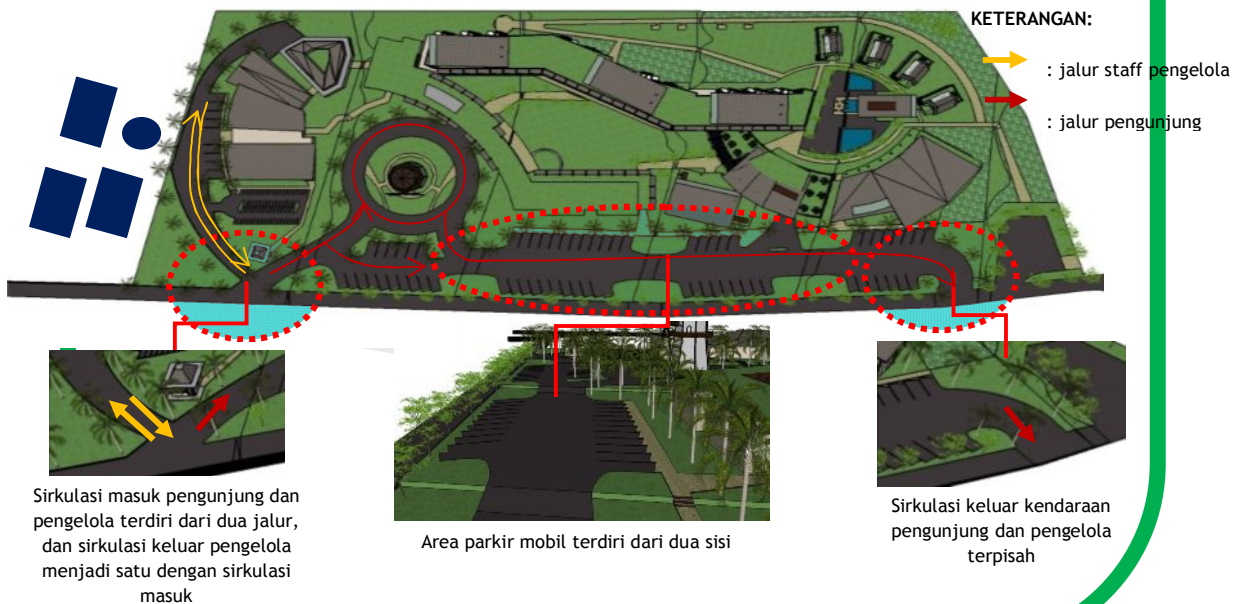 KETERANGAN:
: jalur staff pengelola
: jalur pengunjung
Sirkulasi masuk pengunjung dan
pengelola terdiri dari dua jalur,
dan sirkulasi keluar pengelola
menjadi satu dengan sirkulasi
masuk
Area parkir mobil terdiri dari dua sisi
Sirkulasi keluar kendaraan
pengunjung dan pengelola
terpisah